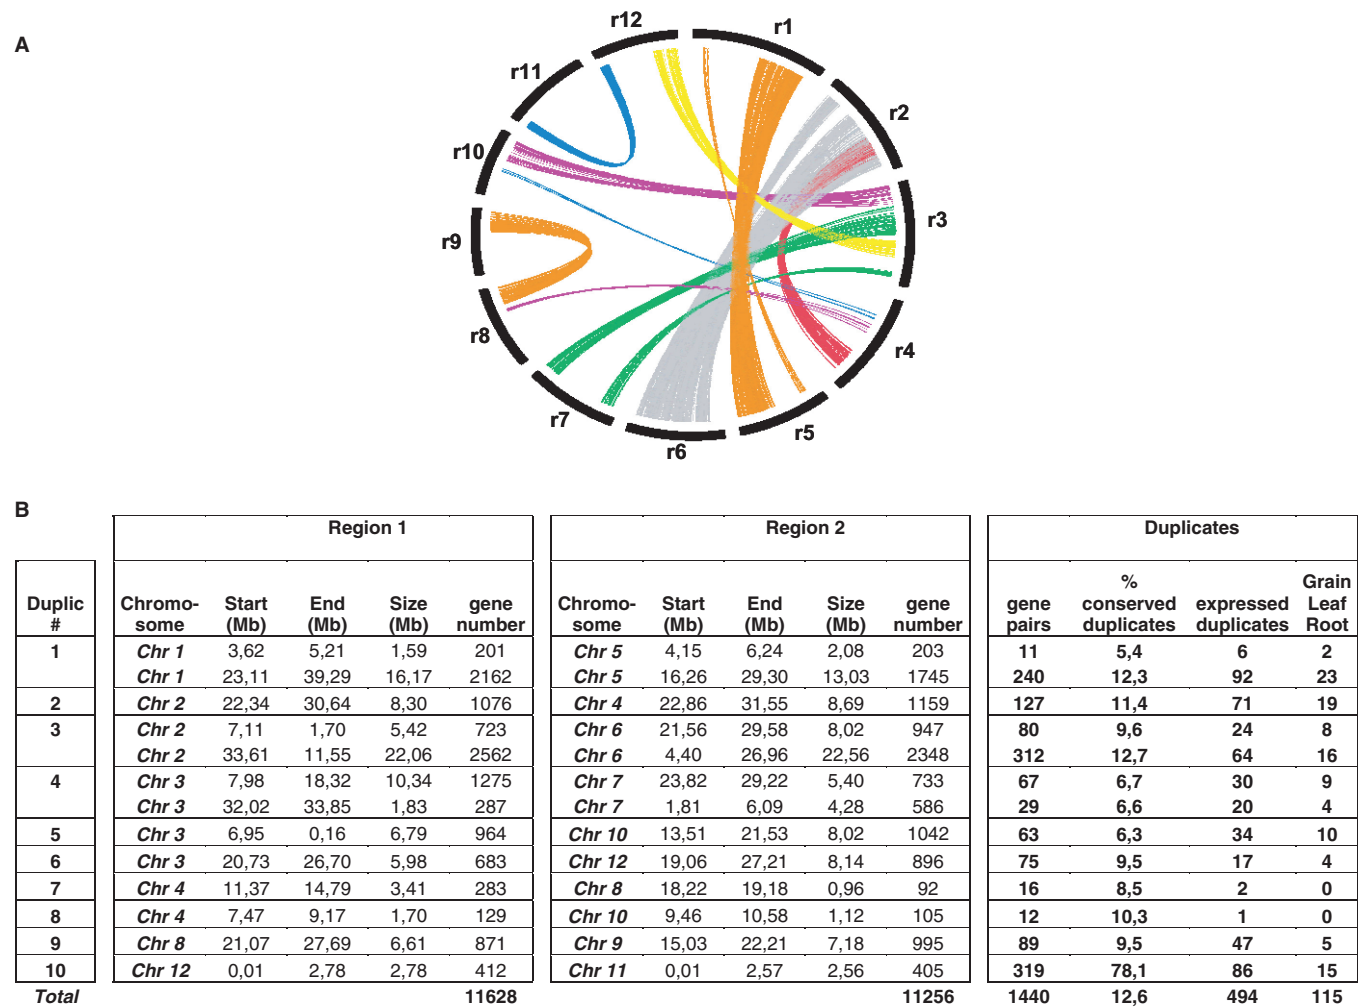 A
r12
r1
r11
r2
r10
r3
r9
r8
r4
r7
r5
r6
B
Region 1 Region 2 Duplicates
Duplic # Chromo-some Start (Mb) End (Mb) Size (Mb) gene number Chromo-some Start (Mb) End (Mb) Size (Mb) gene number gene pairs % conserved duplicates expressed duplicates Grain Leaf Root
1 Chr 1 3,62 5,21 1,59 201 Chr 5 4,15 6,24 2,08 203 11 5,4 6 2
Chr 1 23,11 39,29 16,17 2162 Chr 5 16,26 29,30 13,03 1745 240 12,3 92 23
2 Chr 2 22,34 30,64 8,30 1076 Chr 4 22,86 31,55 8,69 1159 127 11,4 71 19
3 Chr 2 7,11 1,70 5,42 723 Chr 6 21,56 29,58 8,02 947 80 9,6 24 8
Chr 2 33,61 11,55 22,06 2562 Chr 6 4,40 26,96 22,56 2348 312 12,7 64 16
4 Chr 3 7,98 18,32 10,34 1275 Chr 7 23,82 29,22 5,40 733 67 6,7 30 9
Chr 3 32,02 33,85 1,83 287 Chr 7 1,81 6,09 4,28 586 29 6,6 20 4
5 Chr 3 6,95 0,16 6,79 964 Chr 10 13,51 21,53 8,02 1042 63 6,3 34 10
6 Chr 3 20,73 26,70 5,98 683 Chr 12 19,06 27,21 8,14 896 75 9,5 17 4
7 Chr 4 11,37 14,79 3,41 283 Chr 8 18,22 19,18 0,96 92 16 8,5 2 0
8 Chr 4 7,47 9,17 1,70 129 Chr 10 9,46 10,58 1,12 105 12 10,3 1 0
9 Chr 8 21,07 27,69 6,61 871 Chr 9 15,03 22,21 7,18 995 89 9,5 47 5
10 Chr 12 0,01 2,78 2,78 412 Chr 11 0,01 2,57 2,56 405 319 78,1 86 15
Total 11628 11256 1440 12,6 494 115